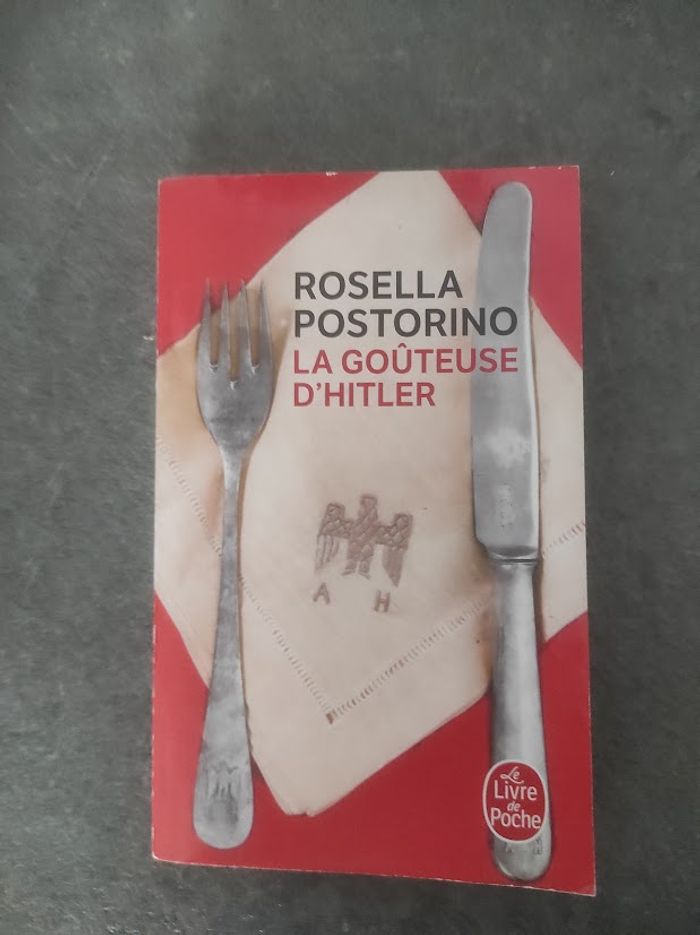 ROSELLA
POSTORINO
LA GOÛTEUSE
D'HITLER
A H
Le
Livre
de
Poche